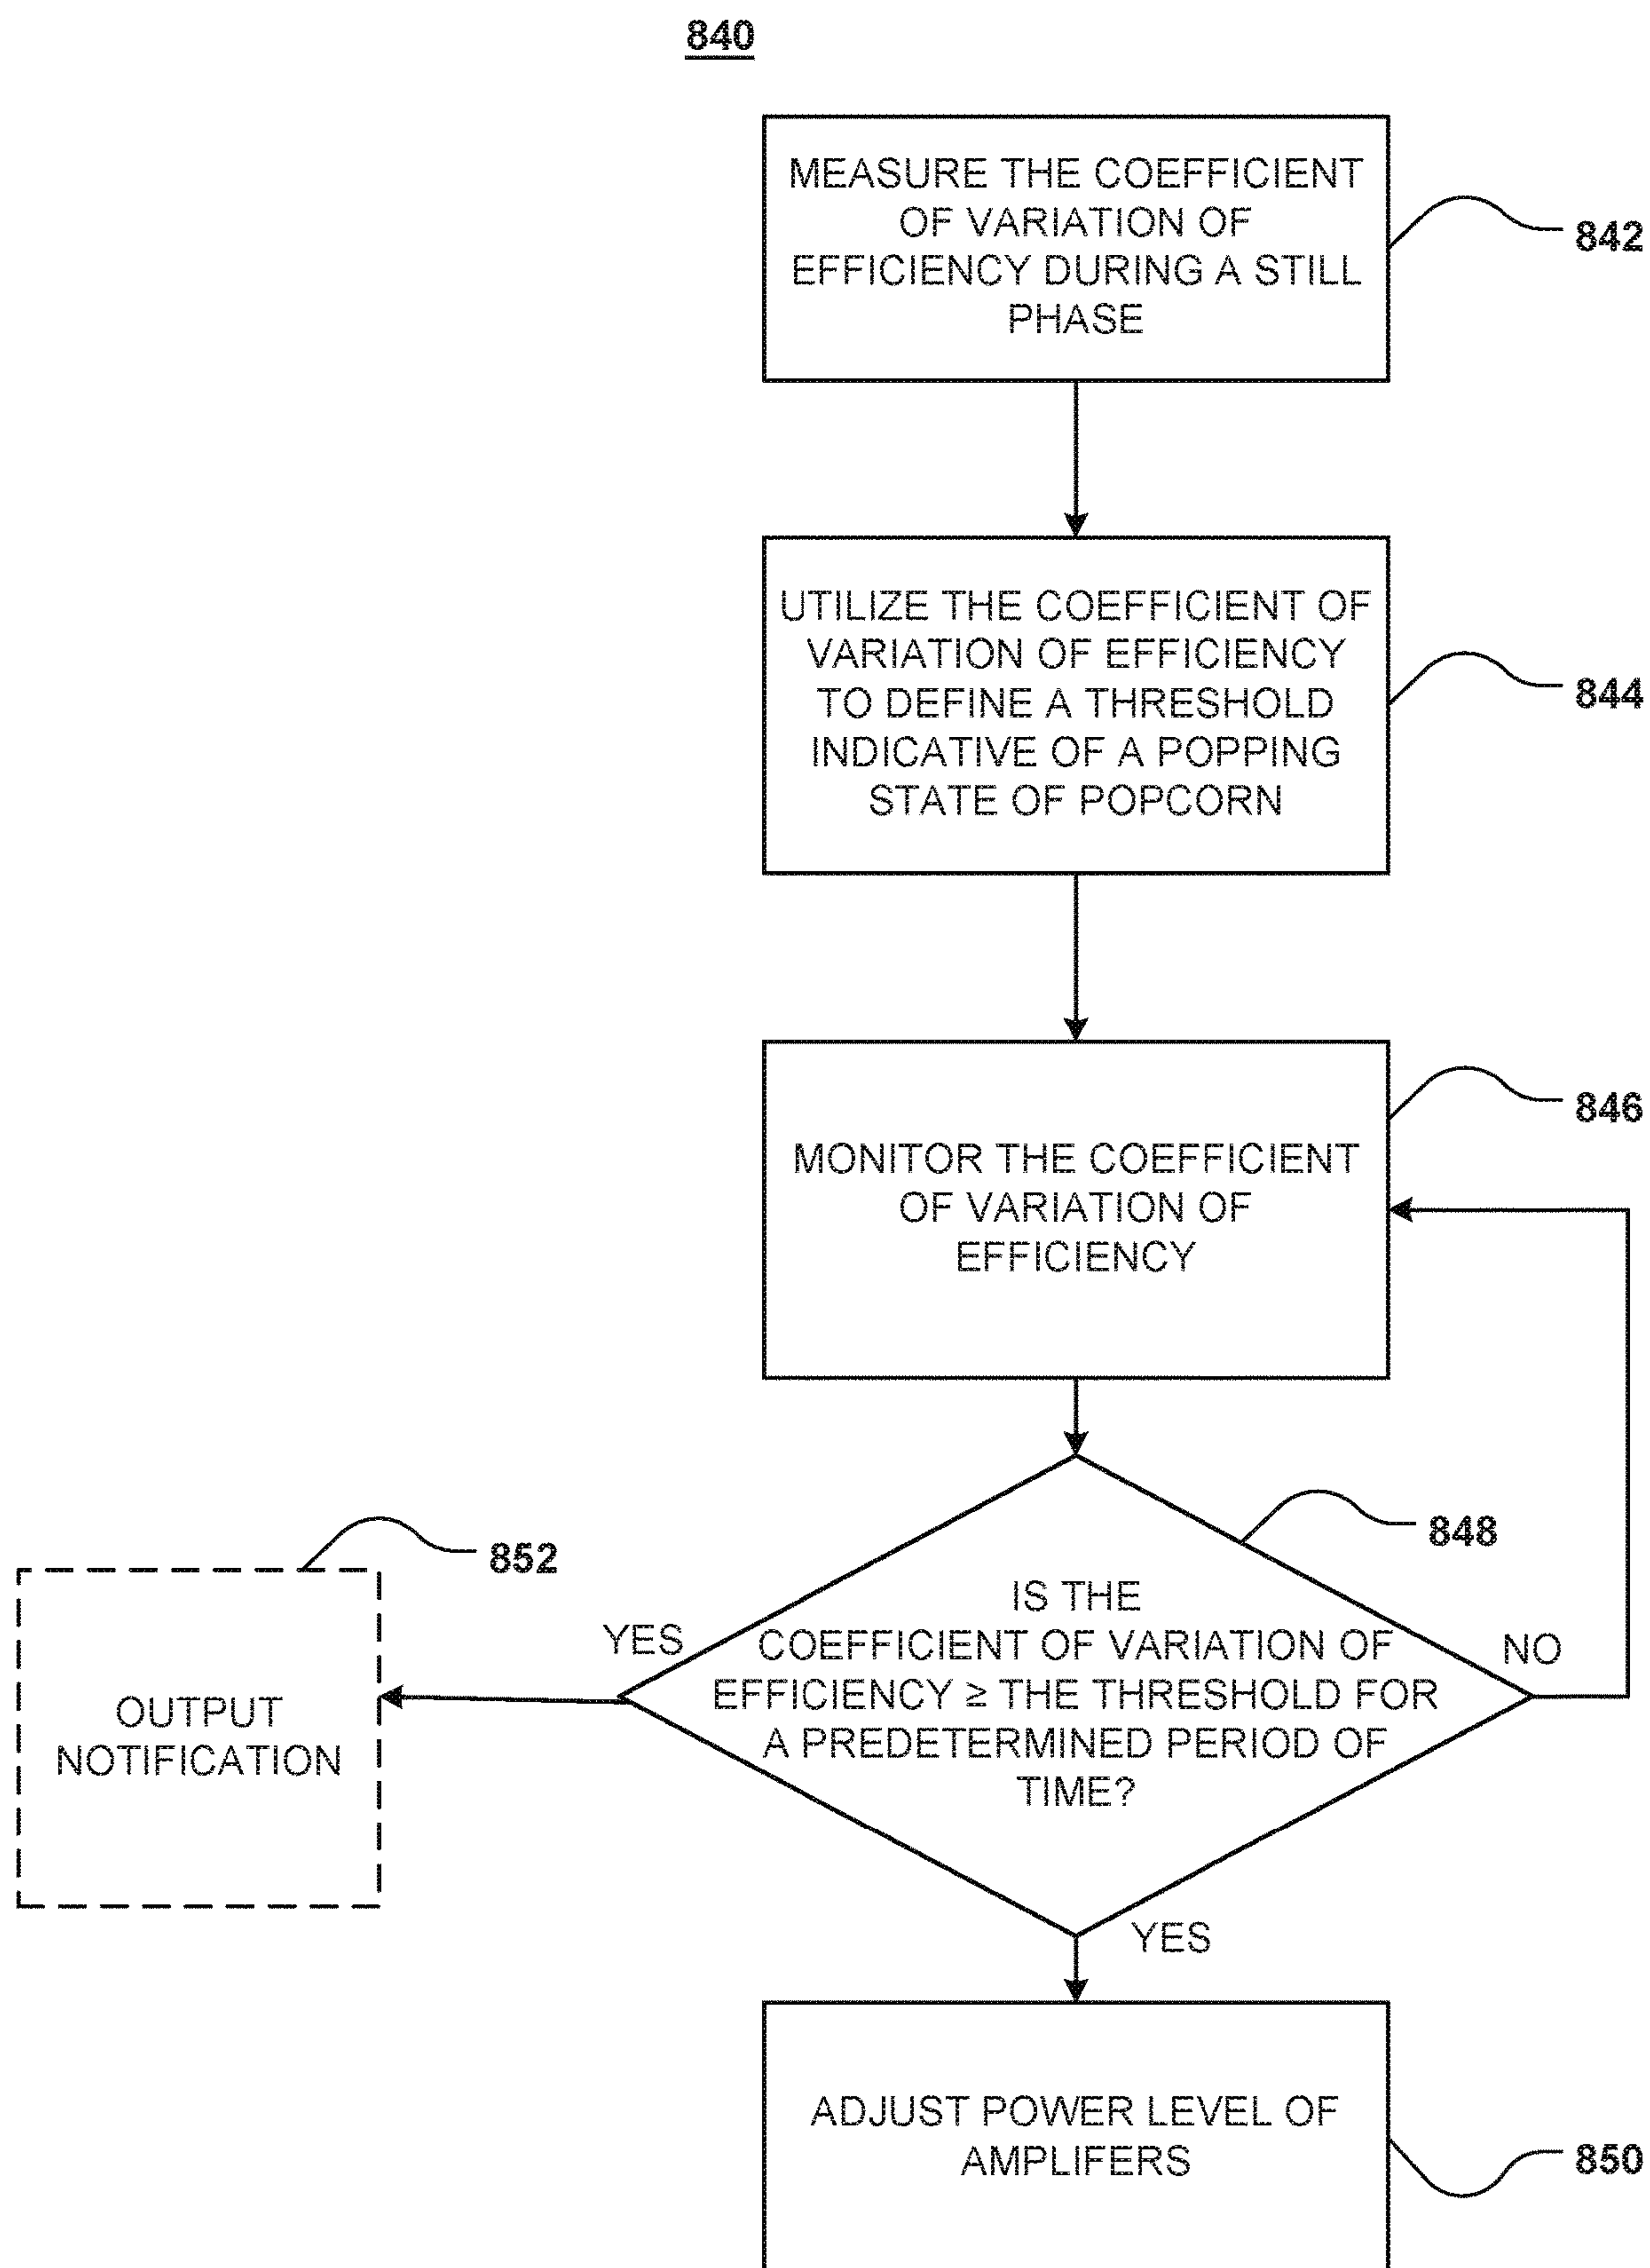 840
MEASURE THE COEFFICIENT
OF VARIATION OF
EFFICIENCY DURING A STILL
PHASE
842
UTILIZE THE COEFFICIENT OF
VARIATION OF EFFICIENCY
TO DEFINE A THRESHOLD
INDICATIVE OF A POPPING
STATE OF POPCORN
844
846
MONITOR THE COEFFICIENT
OF VARIATION OF
EFFICIENCY
848
852
IS THE
COEFFICIENT OF VARIATION OF
EFFICIENCY ≥ THE THRESHOLD FOR
A PREDETERMINED PERIOD OF
TIME?
YES
NO
OUTPUT
NOTIFICATION
YES
ADJUST POWER LEVEL OF
AMPLIFERS
850